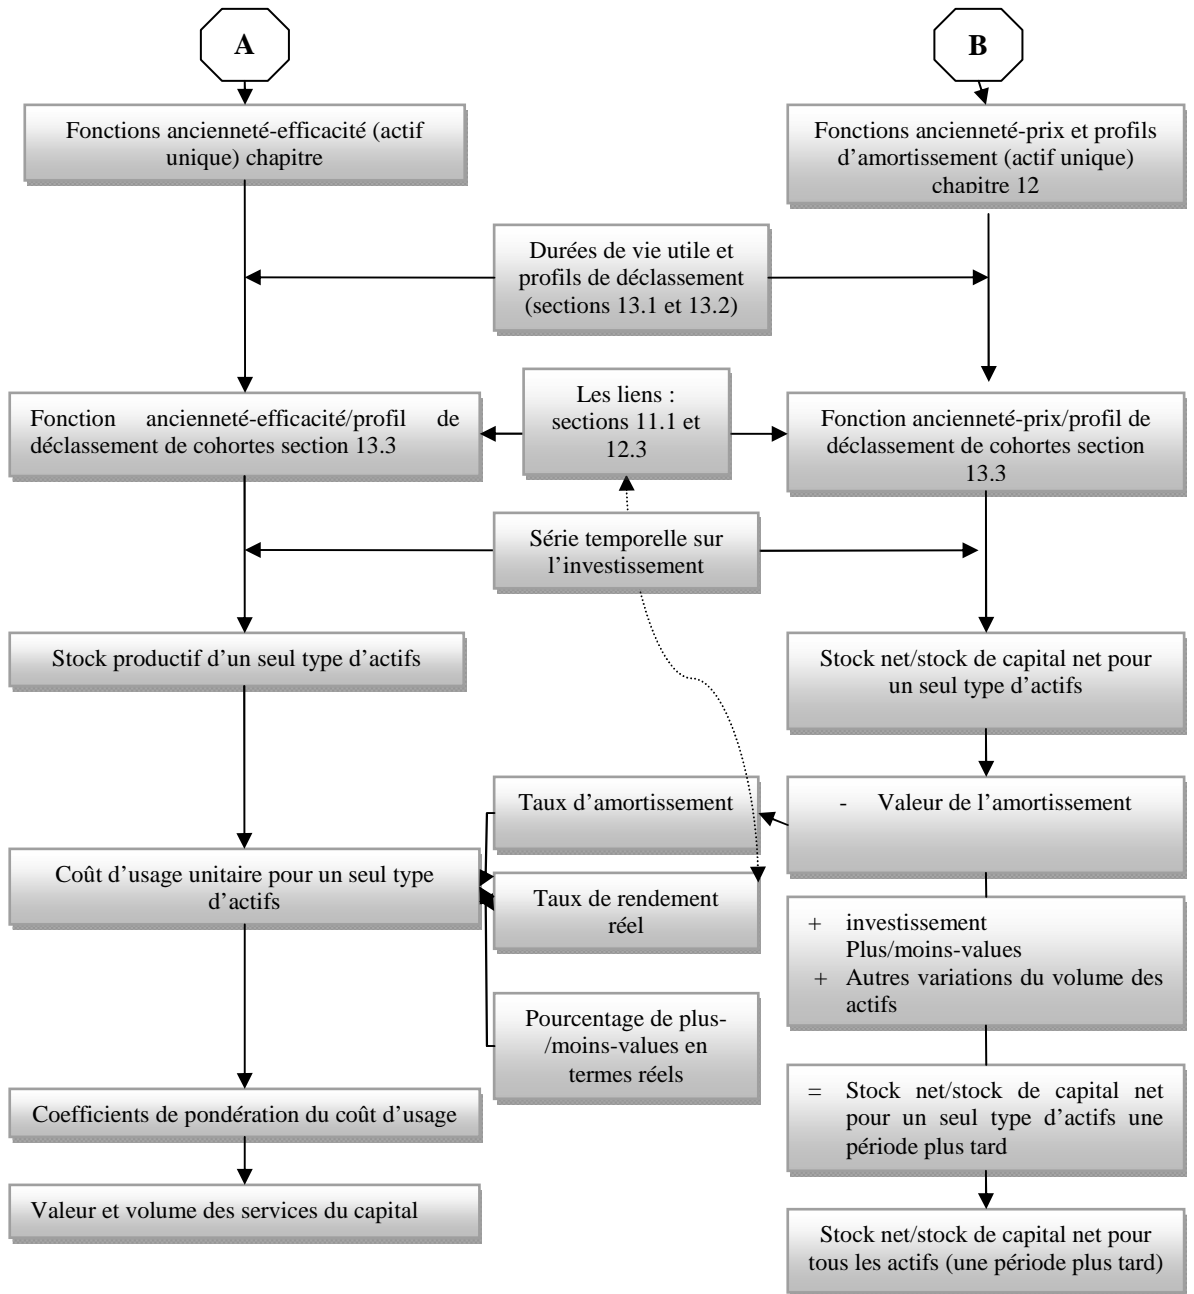 A
B
Fonctions ancienneté-efficacité (actif
unique) chapitre
Fonctions ancienneté-prix et profils
d’amortissement (actif unique)
chapitre 12
Durées de vie utile et
profils de déclassement
(sections 13.1 et 13.2)
Fonction ancienneté-efficacité/profil de
déclassement de cohortes section 13.3
Les liens :
sections 11.1 et
12.3
Fonction ancienneté-prix/profil de
déclassement de cohortes section
13.3
Série temporelle sur
l’investissement
Stock productif d’un seul type d’actifs
Stock net/stock de capital net pour
un seul type d’actifs
Taux d’amortissement
- Valeur de l’amortissement
Coût d’usage unitaire pour un seul type
d’actifs
Taux de rendement
réel
+ investissement
Plus/moins-values
+ Autres variations du volume des
actifs
Pourcentage de plus-
/moins-values en
termes réels
Coefficients de pondération du coût d’usage
= Stock net/stock de capital net
pour un seul type d’actifs une
période plus tard
Valeur et volume des services du capital
Stock net/stock de capital net pour
tous les actifs (une période plus tard)